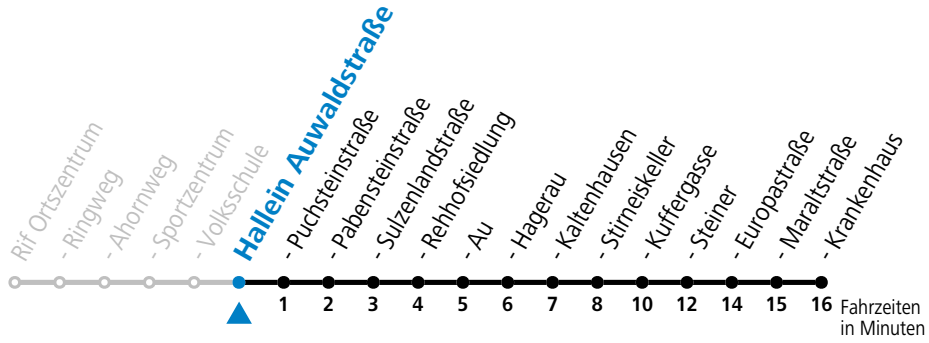 Rif Ortszentrum
- Ringweg
- Ahornweg
- Sportzentrum
- Volksschule
Hallein Auwaldstraße
- Puchsteinstraße
- Pabensteinstraße
- Sulzenlandstraße
- Rehhofsiedlung
- Au
- Hagerau
- Kaltenhausen
- Stirneiskeller
- Kuffergasse
- Steiner
- Europastraße
- Maraltstraße
- Krankenhaus
1 2 3 4 5 6 7 8 10 12 14 15 16
Fahrzeiten
in Minuten